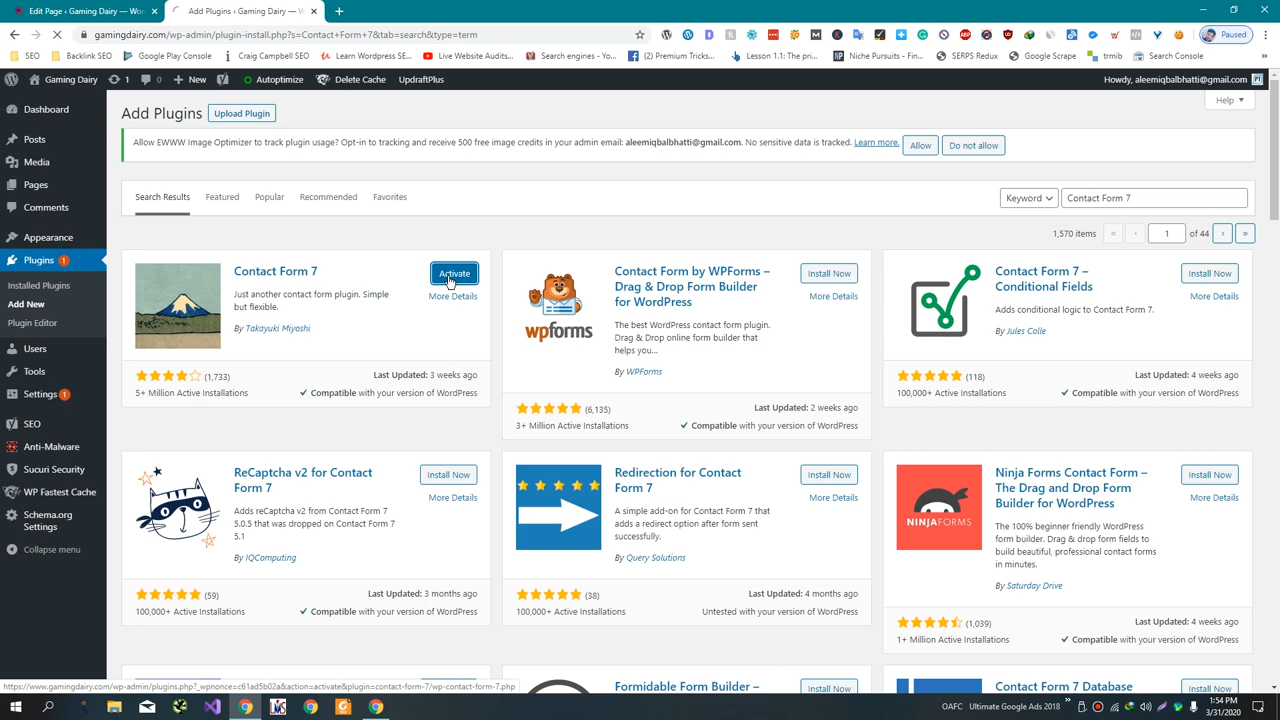 Edit Page ‹ Gaming Dairy — Wor
Add Plugins ‹ Gaming Dairy — W
gamingdairy.com/wp-admin/plugin-install.php?s=Contact+Form+7&tab=search&type=term
Paused
SEO
Backlink SEO
Google Play Console
Craig Campbell SEO
Learn WordPress SE...
Live Website Audit...
Search engines - Yo...
(3) Premium Tracks...
Lesson 1.1: The pri...
Niche Pursuits - Fin...
SERPS Redux
Google Scrape
trmib
Search Console
Gaming Dairy
1
0
New
Autoptimize
Delete Cache
UpdraftPlus
Howdy, aleemiqbalbhatti@gmail.com
Dashboard
Posts
Media
Pages
Comments
Appearance
Plugins 1
Installed Plugins
Add New
Plugin Editor
Users
Tools
Settings 1
SEO
Anti-Malware
Sucuri Security
WP Fastest Cache
Schema.org
Settings
Collapse menu
Add Plugins
Upload Plugin
Help
Allow EWWW Image Optimizer to track plugin usage? Opt-in to tracking and receive 500 free image credits in your admin email: aleemiqbalbhatti@gmail.com. No sensitive data is tracked. Learn more. Allow Do not allow
Search Results Featured Popular Recommended Favorites
Keyword Contact Form 7
1,570 items « ‹ 1 of 44 › »
Contact Form 7
Activate
More Details
Just another contact form plugin. Simple
but flexible.
By Takayuki Miyoshi
(1,733)
Last Updated: 3 weeks ago
5+ Million Active Installations
Compatible with your version of WordPress
Contact Form by WPForms –
Drag & Drop Form Builder
for WordPress
Install Now
More Details
wpforms
The best WordPress contact form plugin.
Drag & Drop online form builder that
helps you...
By WPForms
(6,135)
Last Updated: 2 weeks ago
3+ Million Active Installations
Compatible with your version of WordPress
Contact Form 7 –
Conditional Fields
Install Now
More Details
Adds conditional logic to Contact Form 7.
By Jules Colle
(118)
Last Updated: 4 weeks ago
100,000+ Active Installations
Compatible with your version of WordPress
ReCaptcha v2 for Contact
Form 7
Install Now
More Details
Adds reCaptcha v2 from Contact Form 7
5.0.5 that was dropped on Contact Form 7
5.1
By IQComputing
(59)
Last Updated: 3 months ago
100,000+ Active Installations
Compatible with your version of WordPress
Redirection for Contact
Form 7
Install Now
More Details
A simple add-on for Contact Form 7 that
adds a redirect option after form sent
successfully.
By Query Solutions
(38)
Last Updated: 4 months ago
100,000+ Active Installations
Untested with your version of WordPress
Ninja Forms Contact Form –
The Drag and Drop Form
Builder for WordPress
Install Now
More Details
NINJAFORMS
The 100% beginner friendly WordPress
form builder. Drag & drop form fields to
build beautiful, professional contact forms
in minutes.
By Saturday Drive
(1,039)
Last Updated: 4 weeks ago
1+ Million Active Installations
Compatible with your version of WordPress
Install Now
Formidable Form Builder –
Install Now
Contact Form 7 Database
Install Now
https://www.gamingdairy.com/wp-admin/plugins.php?_wpnonce=c61ad5b02a&action=activate&plugin=contact-form-7/wp-contact-form-7.php
OAFC Ultimate Google Ads 2018
1:54 PM
3/31/2020